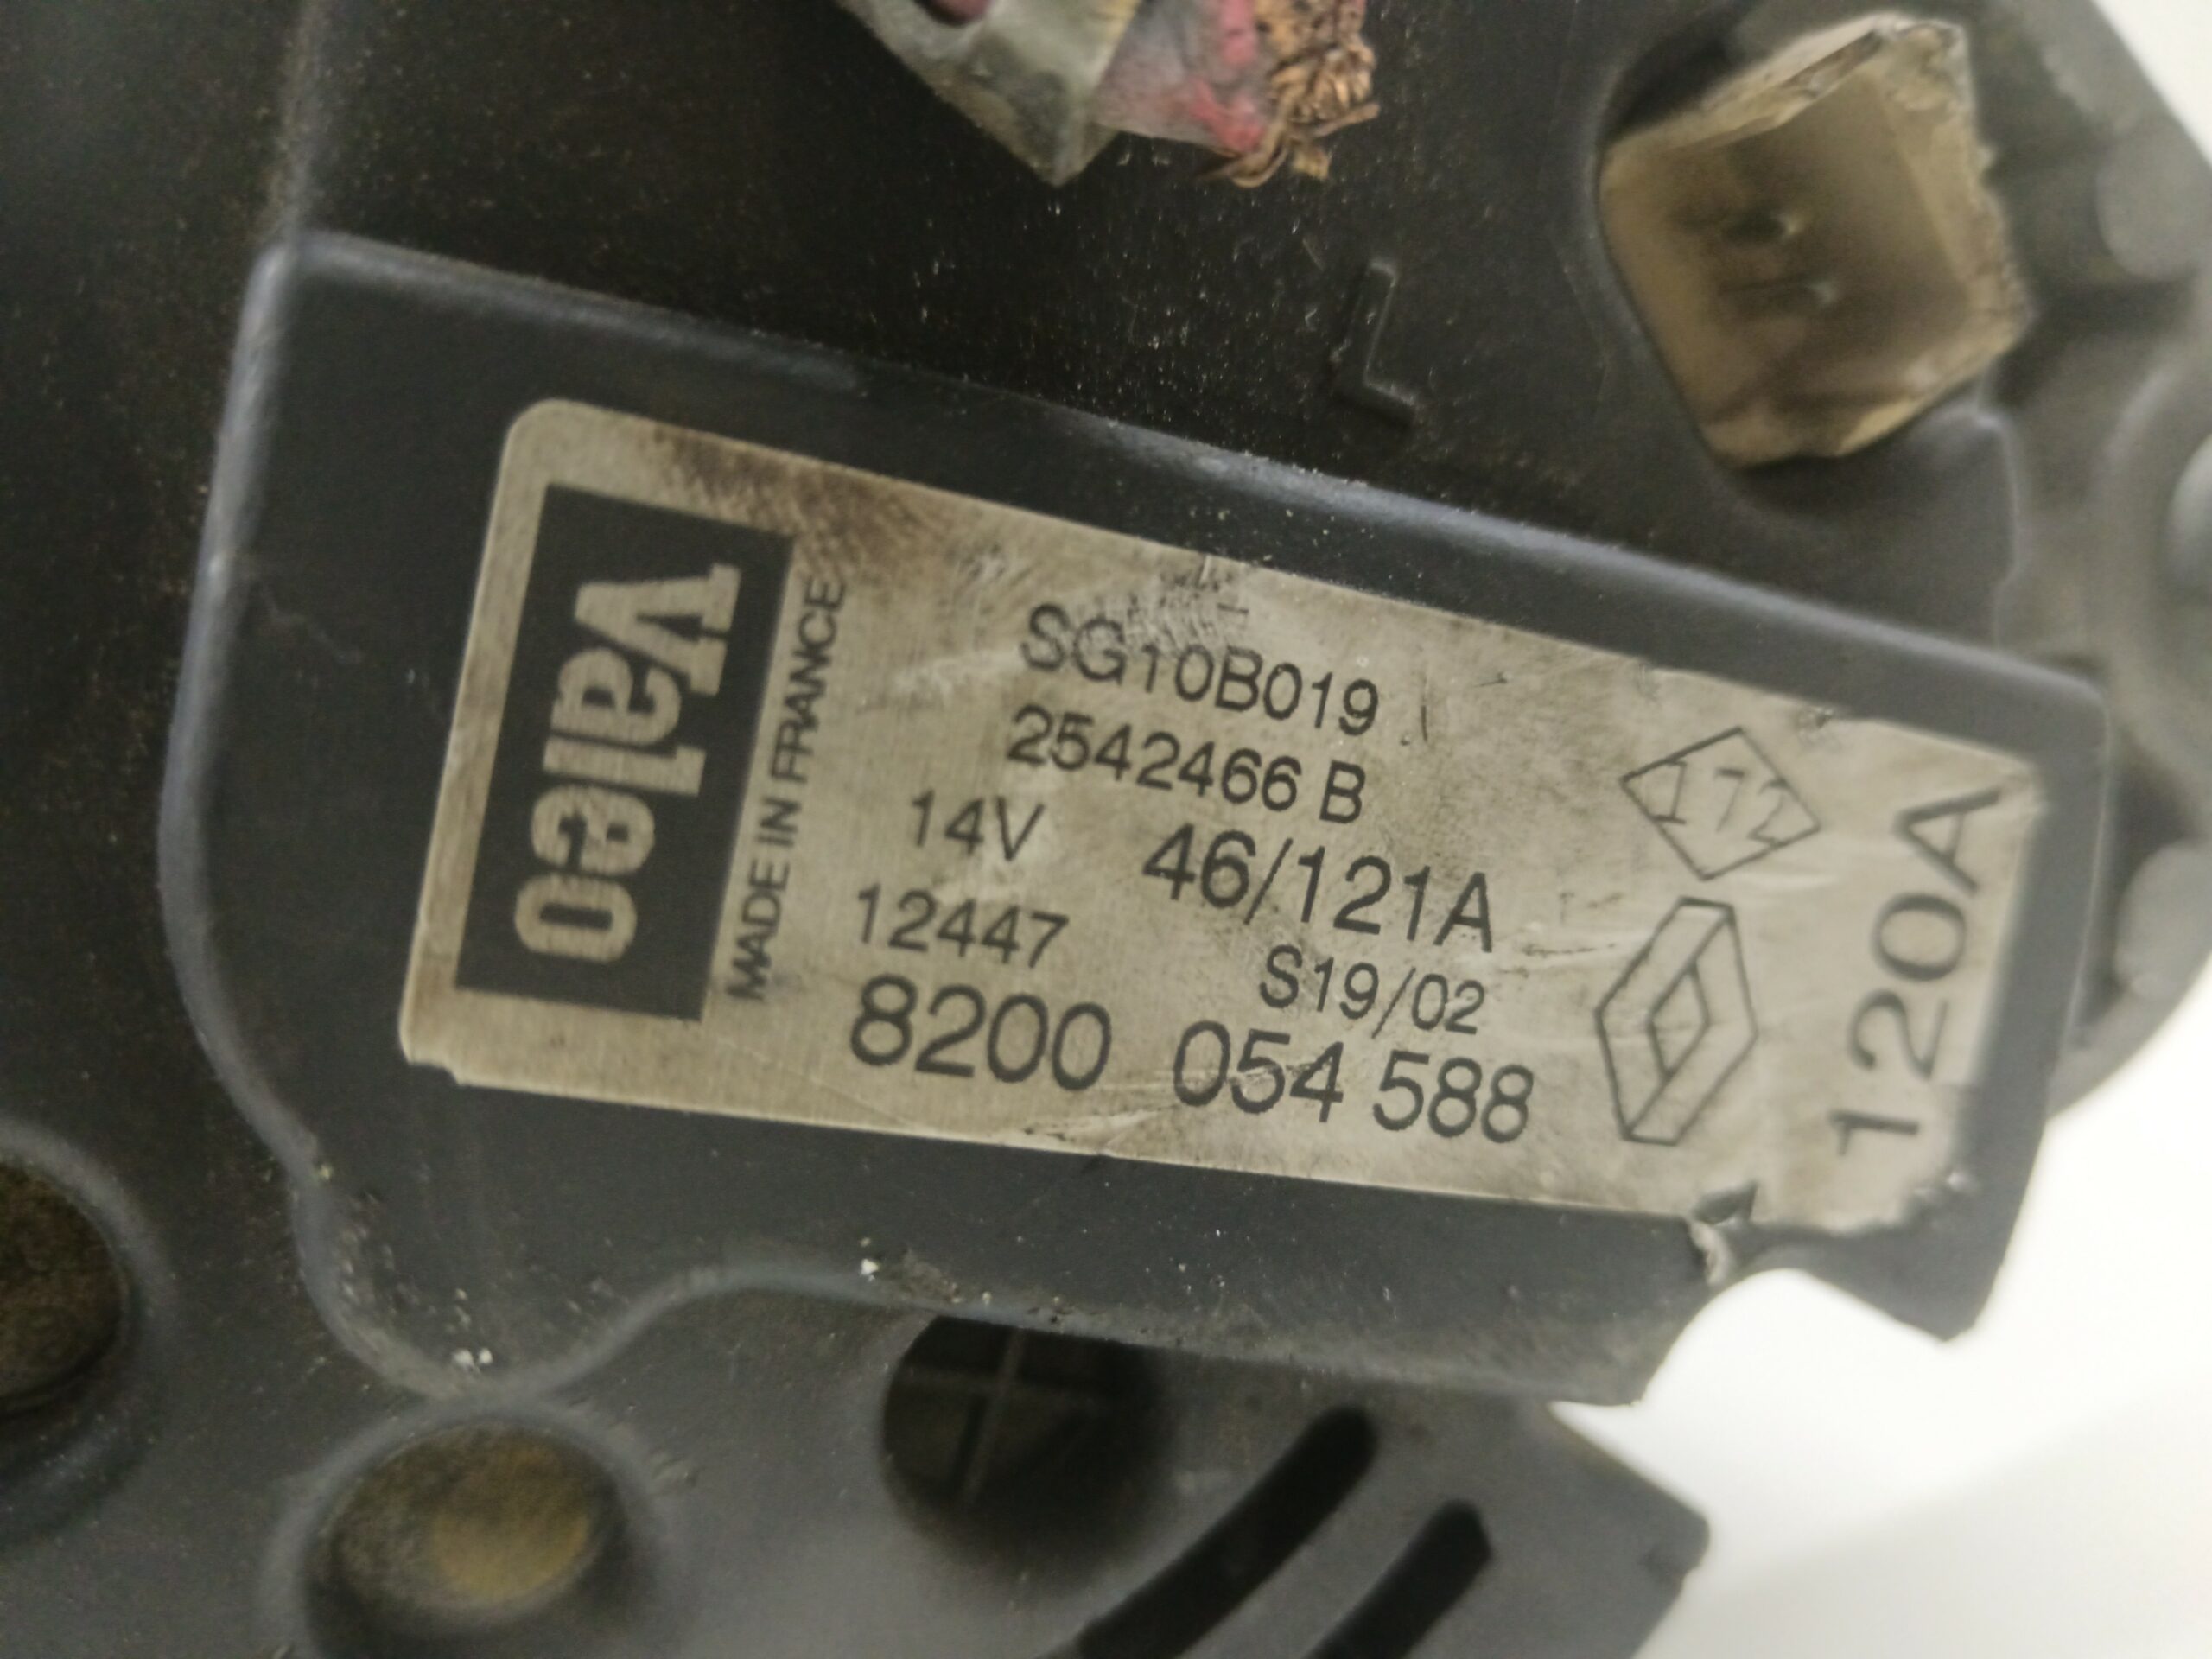 L
Valeo
MADE IN FRANCE
SG10B019
2542466 B
14V 46/121A
12447 S19/02
8200 054 588
172
120A